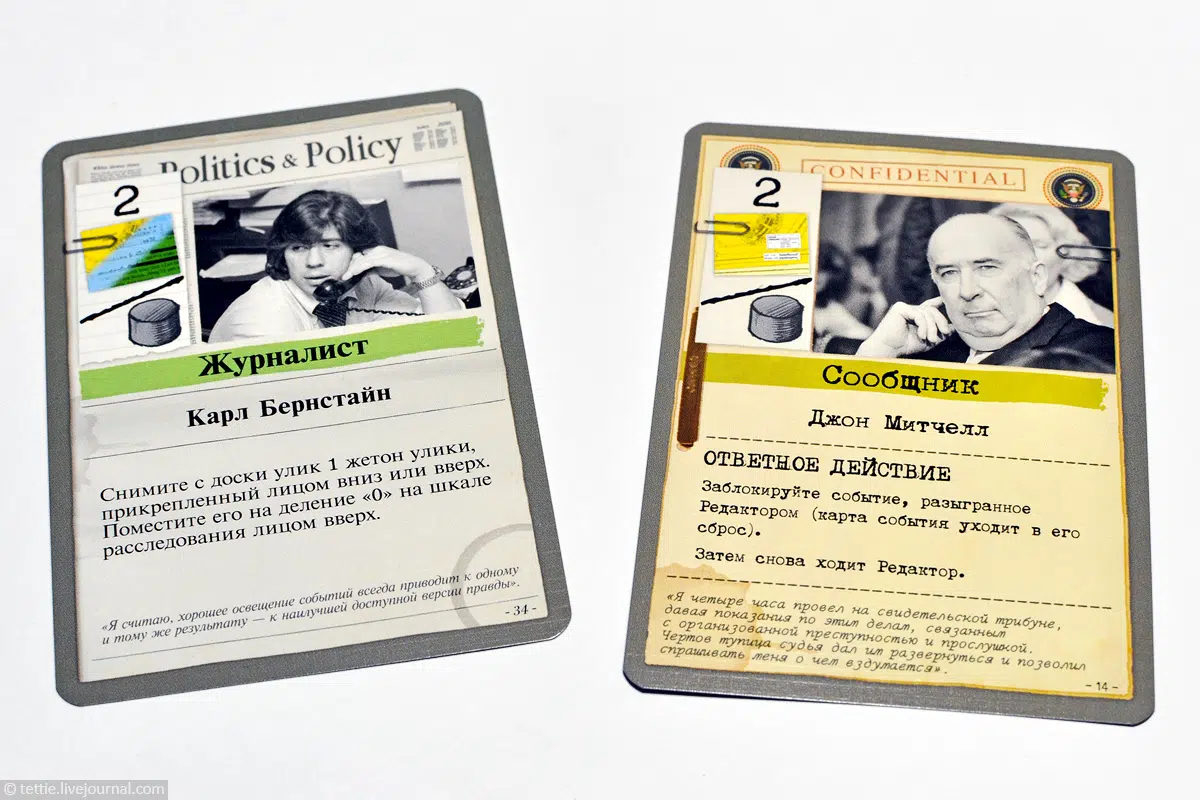 Politics & Policy
2
Журналист
Карл Бернстайн
Снимите с доски улик 1 жетон улики,
прикрепленный лицом вниз или вверх.
Поместите его на деление «0» на шкале
расследования лицом вверх.
«Я считаю, хорошее освещение событий всегда приводит к одному
и тому же результату — к наилучшей доступной версии правды».
- 34 -
CONFIDENTIAL
2
Сообщник
Джон Митчелл
ОТВЕТНОЕ ДЕЙСТВИЕ
Заблокируйте событие, разыгранное
Редактором (карта события уходит в его
сброс).
Затем снова ходит Редактор.
«Я четыре часа провел на свидетельской трибуне,
давая показания по этим делам, связанным
с организованной преступностью и прослушкой.
Чертов тупица судья дал им развернуться и позволил
спрашивать меня о чем вздумается».
- 14 -
© tettie.livejournal.com